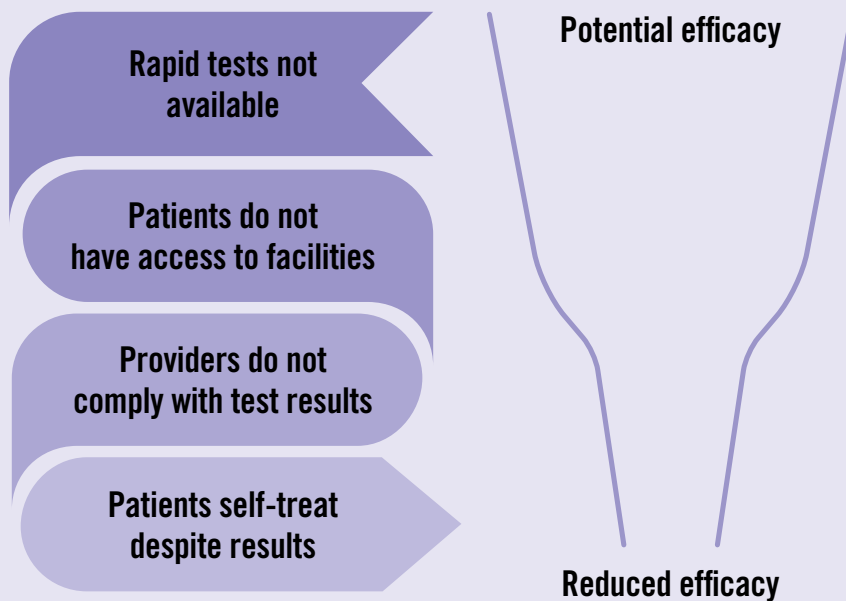 Rapid tests not
available
Patients do not
have access to facilities
Providers do not
comply with test results
Patients self-treat
despite results
Potential efficacy
Reduced efficacy